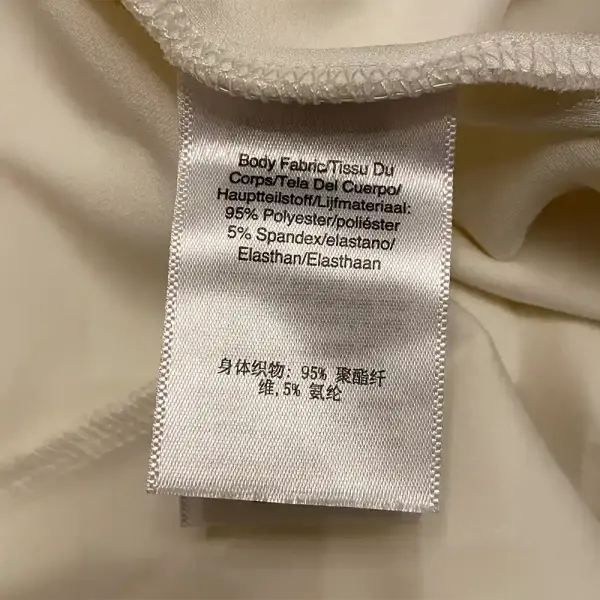 Body Fabric/Tissu Du
Corps/Tela Del Cuerpo/
Hauptteilstoff/Lijfmateriaal:
95% Polyester/poliéster
5% Spandex/elastano/
Elasthan/Elasthaan
身体织物: 95% 聚酯纤
维,5% 氨纶